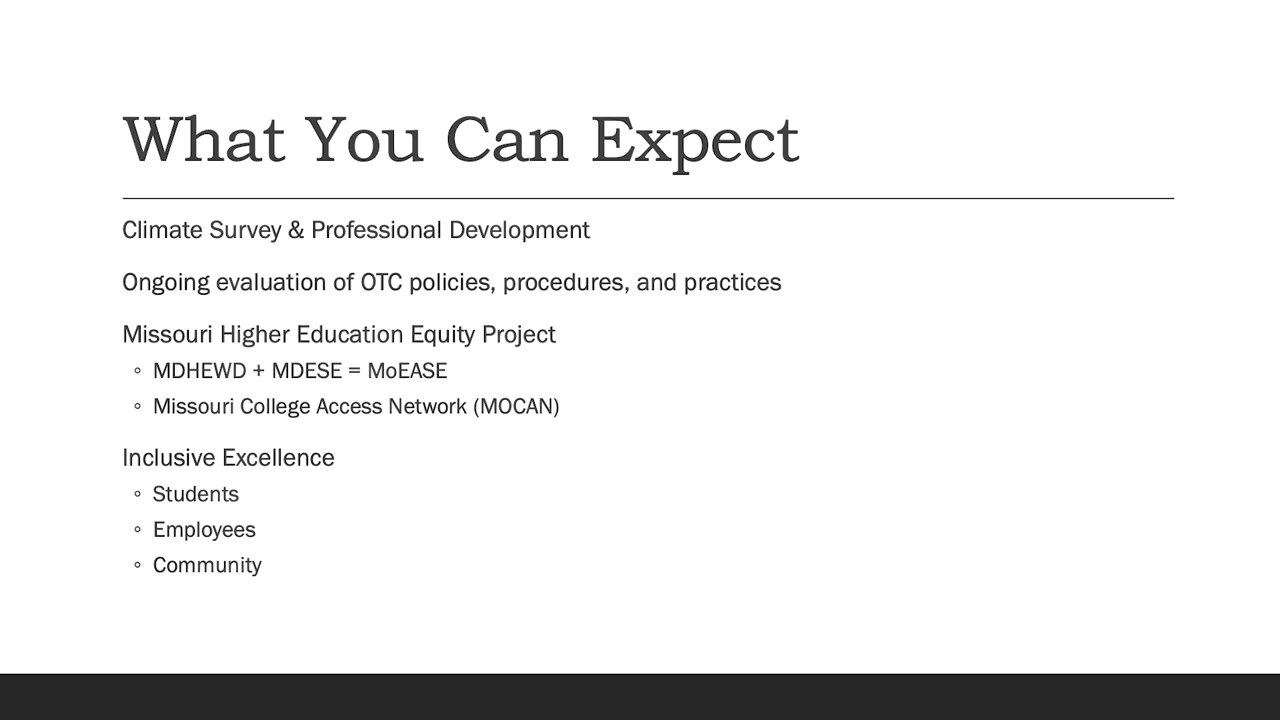 What You Can Expect
Climate Survey & Professional Development
Ongoing evaluation of OTC policies, procedures, and practices
Missouri Higher Education Equity Project
◦ MDHEWD + MDESE = MoEASE
◦ Missouri College Access Network (MOCAN)
Inclusive Excellence
◦ Students
◦ Employees
◦ Community